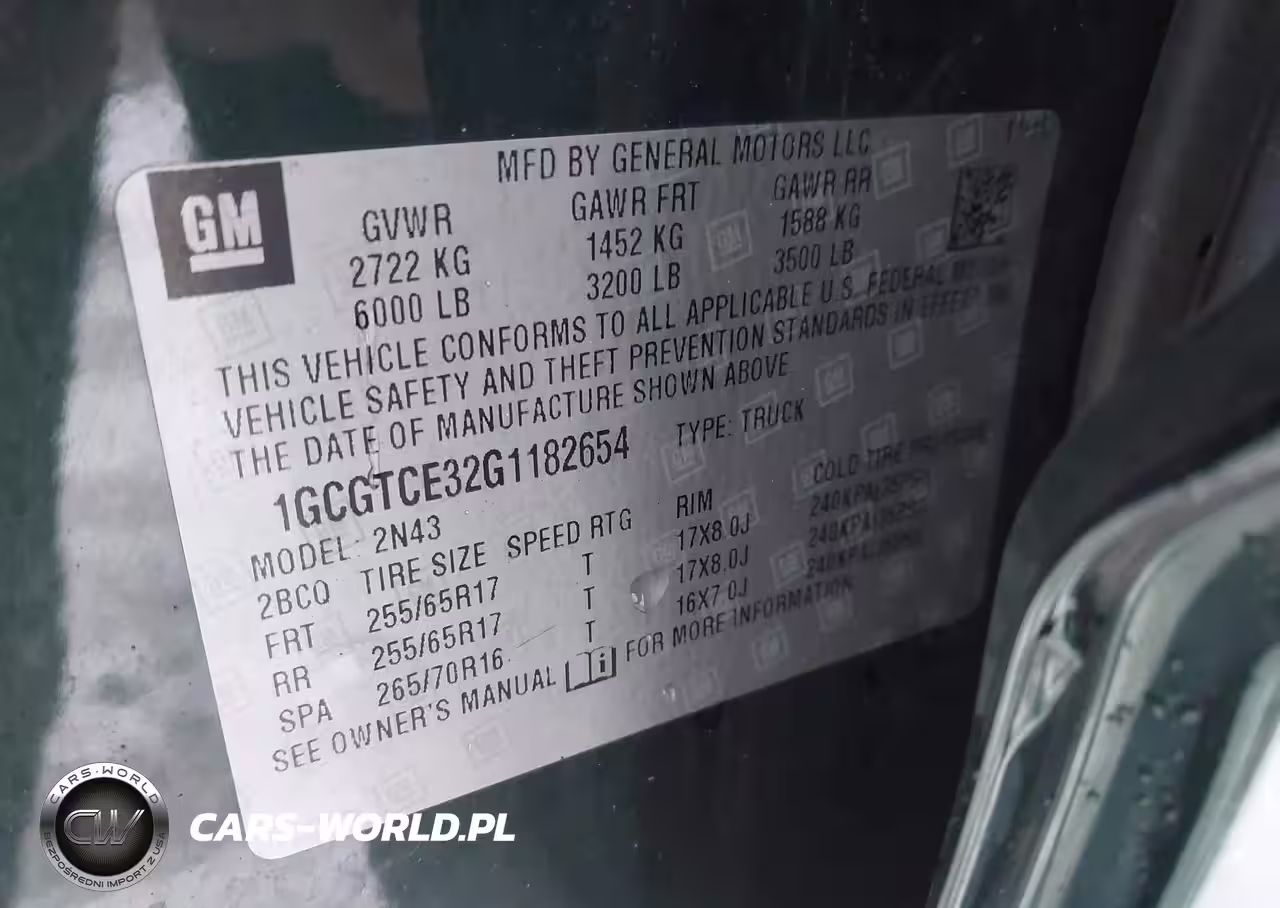 GM
MFD BY GENERAL MOTORS LLC
GVWR GAWR FRT GAWR RR
2722 KG 1452 KG 1588 KG
6000 LB 3200 LB 3500 LB
THIS VEHICLE CONFORMS TO ALL APPLICABLE U.S. FEDERAL
VEHICLE SAFETY AND THEFT PREVENTION STANDARDS IN EFFECT
THE DATE OF MANUFACTURE SHOWN ABOVE
1GCGTCE32G1182654 TYPE: TRUCK
MODEL: 2N43
2BCQ TIRE SIZE SPEED RTG RIM COLD TIRE PRESSURE
FRT 255/65R17 T 17X8.0J 240KPA
RR 255/65R17 T 17X8.0J 240KPA
SPA 265/70R16 T 16X7.0J 240KPA
SEE OWNER'S MANUAL FOR MORE INFORMATION
CARS-WORLD
CW
BEZPOŚREDNI IMPORT Z USA
CARS-WORLD.PL